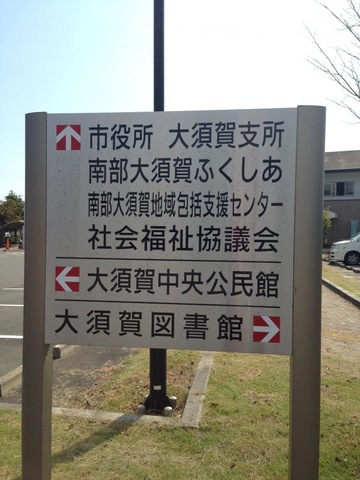 市役所 大須賀支所
南部大須賀ふくしあ
南部大須賀地域包括支援センター
社会福祉協議会
大須賀中央公民館
大須賀図書館